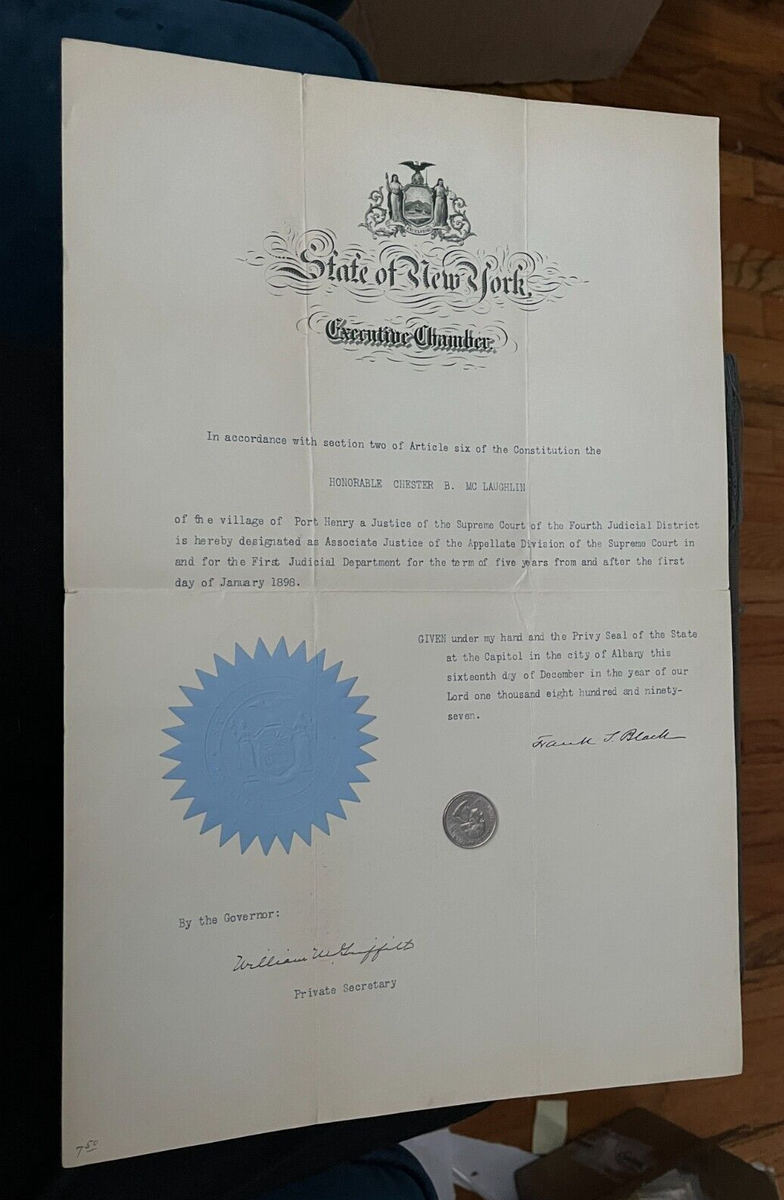 EXCELSIOR
State of New York,
Executive Chamber.
In accordance with section two of Article six of the Constitution the
HONORABLE CHESTER B. MC LAUGHLIN
of the village of Port Henry a Justice of the Supreme Court of the Fourth Judicial District
is hereby designated as Associate Justice of the Appellate Division of the Supreme Court in
and for the First Judicial Department for the term of five years from and after the first
day of January 1898.
GIVEN under my hand and the Privy Seal of the State
at the Capitol in the city of Albany this
sixteenth day of December in the year of our
Lord one thousand eight hundred and ninety-
seven.
Frank S. Black
By the Governor:
William M. Griffith
Private Secretary
7 50